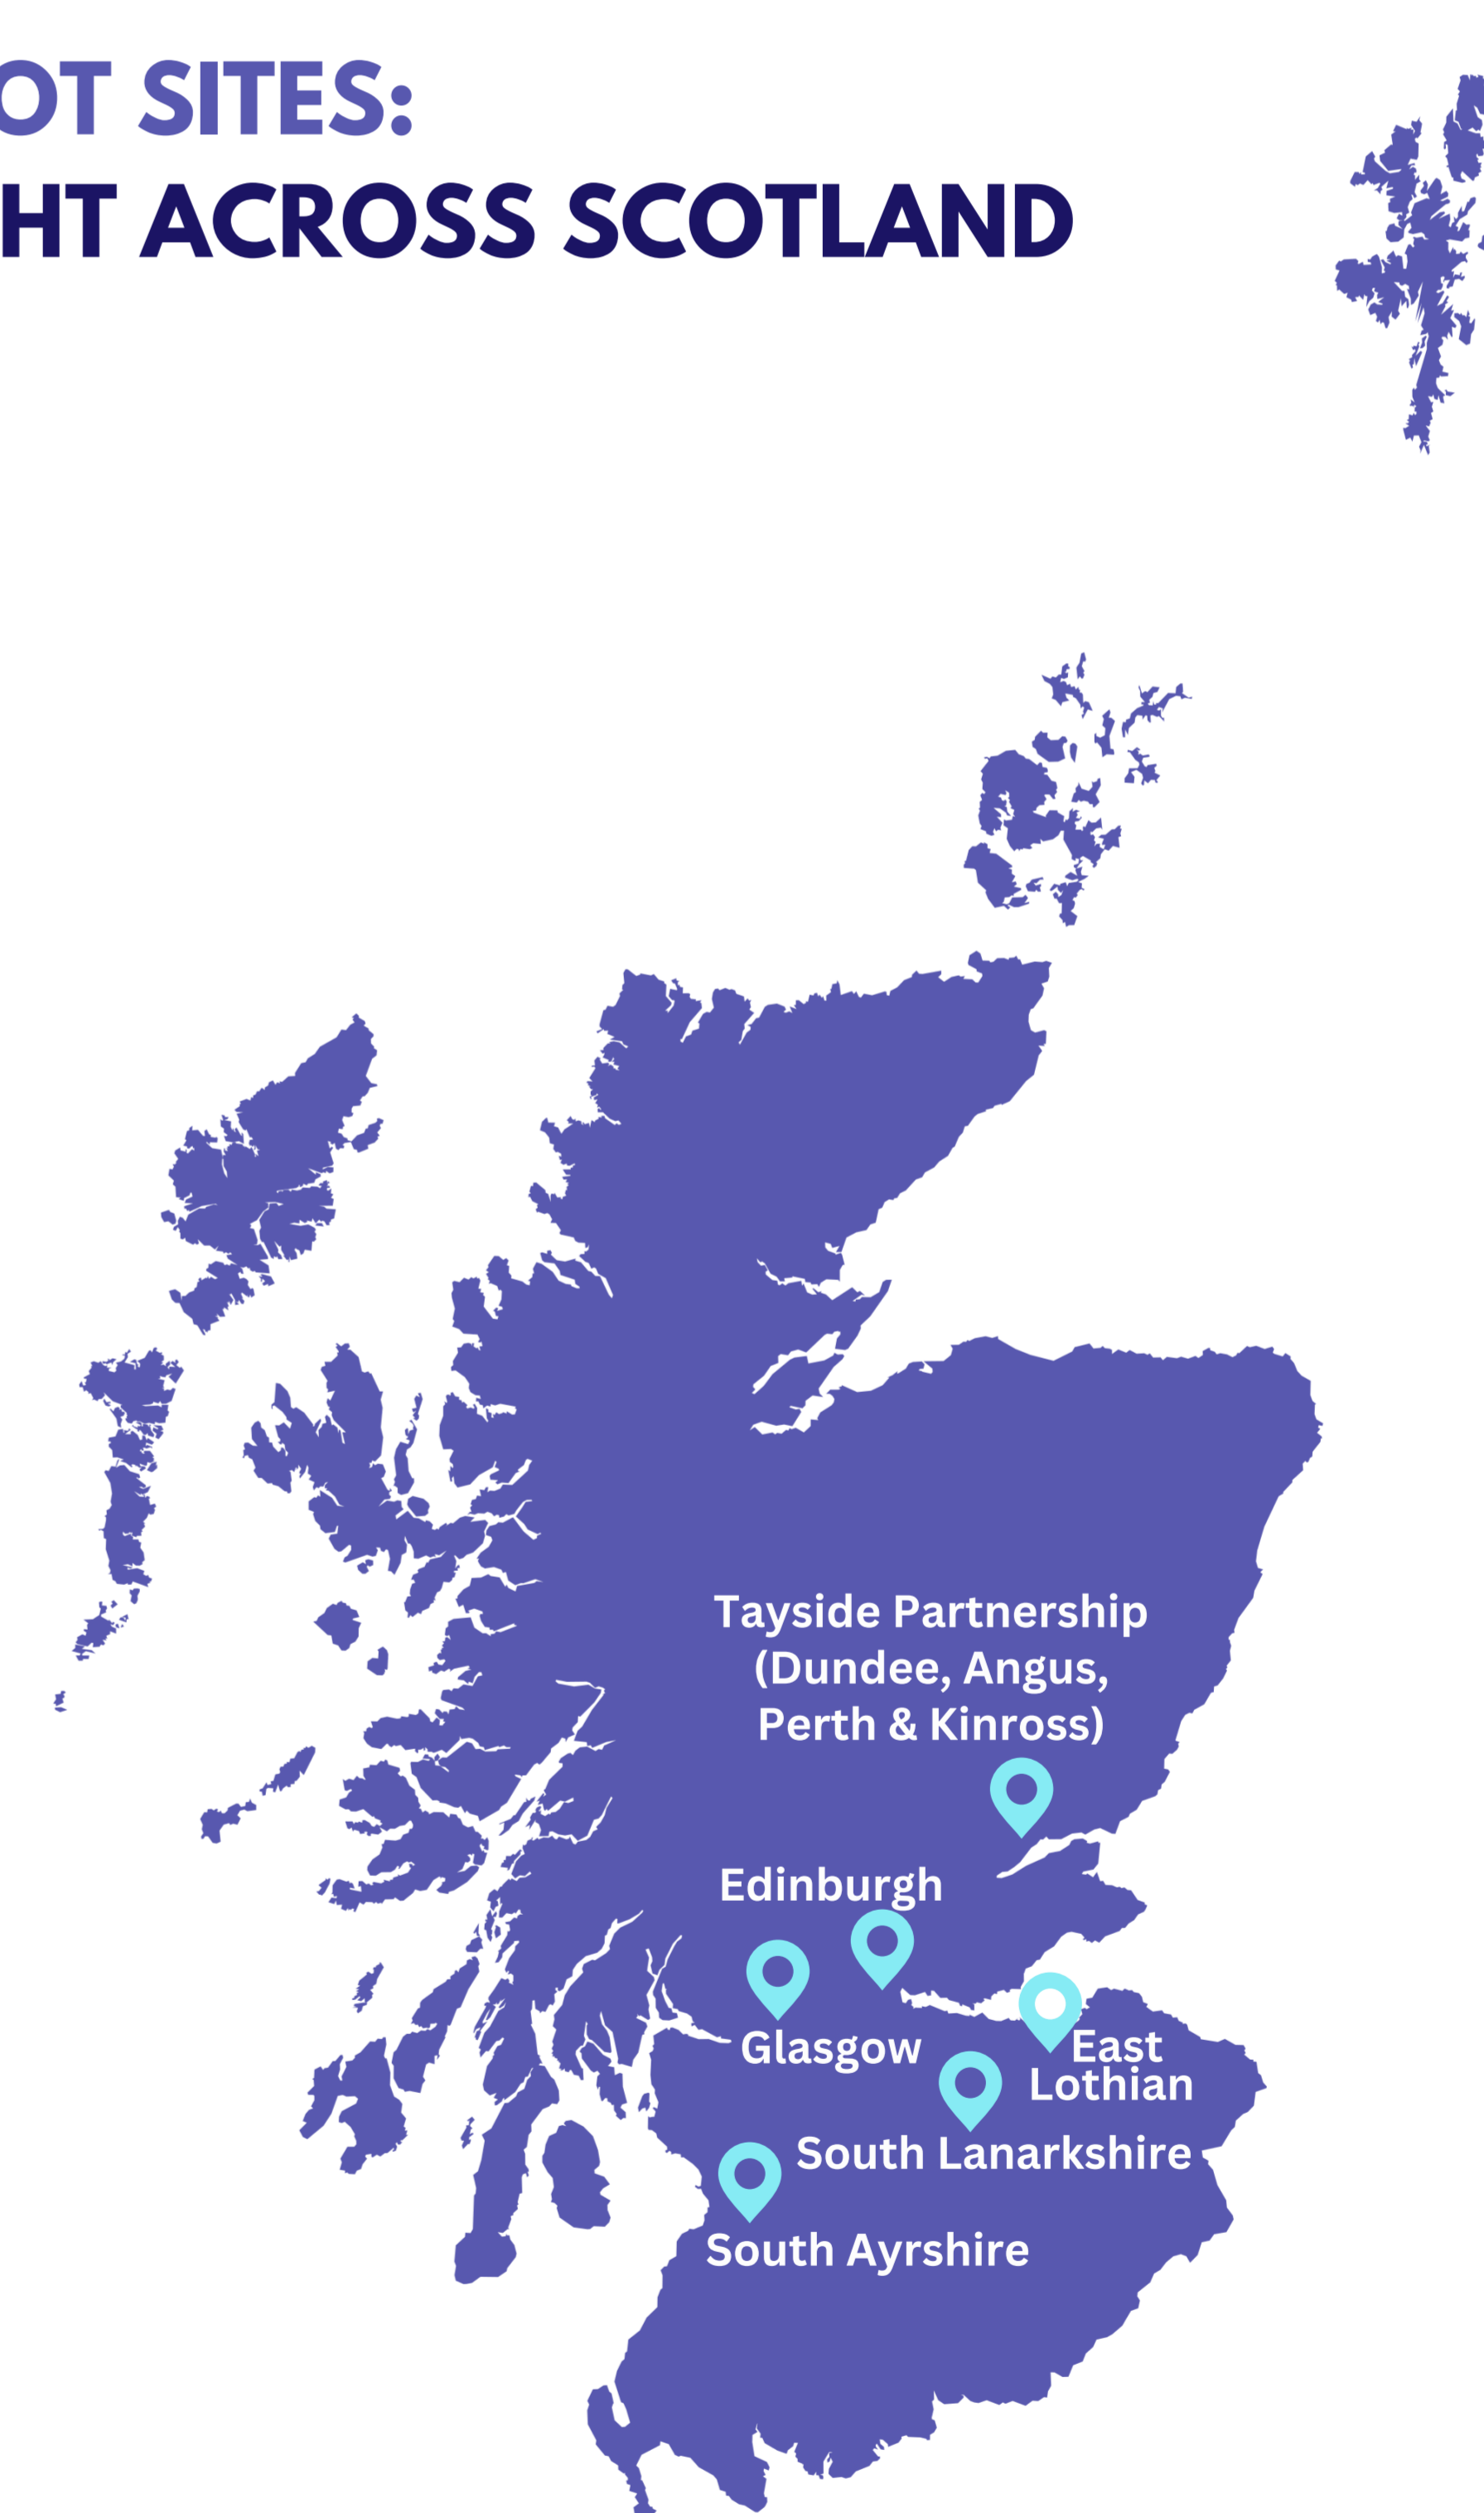 OT SITES:
HT ACROSS SCOTLAND
Tayside Partnership
(Dundee, Angus,
Perth & Kinross)
Edinburgh
Glasgow
East
Lothian
South Lanarkshire
South Ayrshire